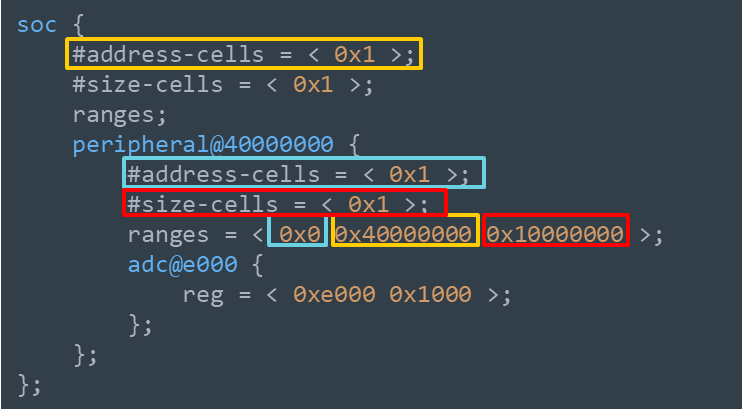 soc {
#address-cells = < 0x1 >;
#size-cells = < 0x1 >;
ranges;
peripheral@40000000 {
#address-cells = < 0x1 >;
#size-cells = < 0x1 >;
ranges = < 0x0 0x40000000 0x10000000 >;
adc@e000 {
reg = < 0xe000 0x1000 >;
};
};
};